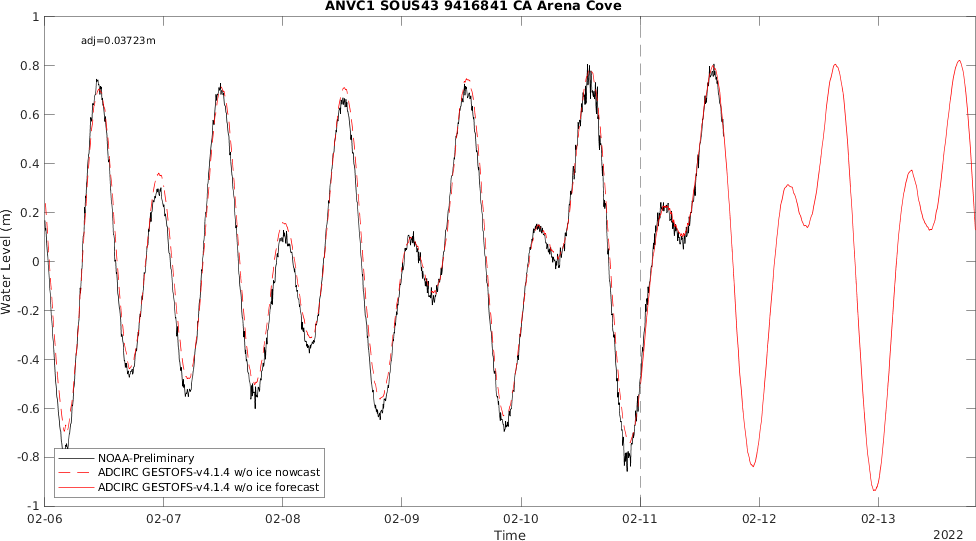 ANVC1 SOUS43 9416841 CA Arena Cove
adj=0.03723m
1
0.8
0.6
0.4
0.2
0
-0.2
-0.4
-0.6
-0.8
-1
Water Level (m)
NOAA-Preliminary
ADCIRC GESTOFS-v4.1.4 w/o ice nowcast
ADCIRC GESTOFS-v4.1.4 w/o ice forecast
02-06 02-07 02-08 02-09 02-10 02-11 02-12 02-13
Time
2022